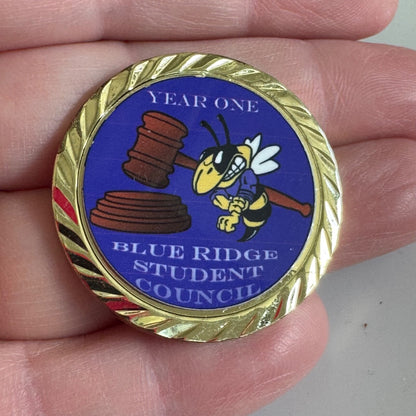 YEAR ONE
BLUE RIDGE
STUDENT
COUNCIL